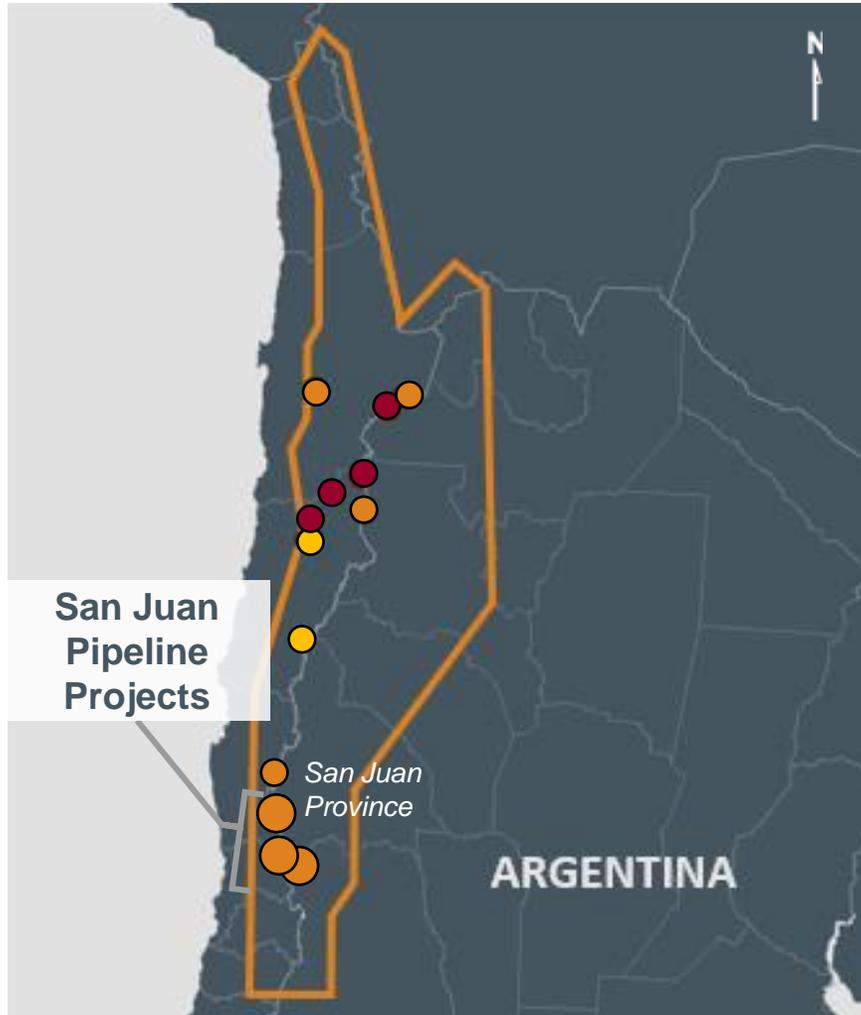 N
San Juan
Pipeline
Projects
San Juan
Province
ARGENTINA